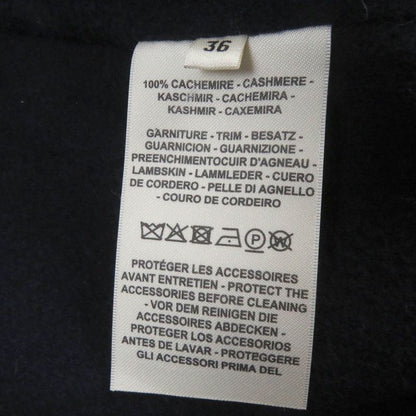 36
100% CACHEMIRE - CASHMERE -
KASCHMIR - CACHEMIRA -
KASHMIR - CAXEMIRA
GARNITURE - TRIM - BESATZ -
GUARNICION - GUARNIZIONE -
PREENCHIMENTOCUIR D'AGNEAU -
LAMBSKIN - LAMMLEDER - CUERO
DE CORDERO - PELLE DI AGNELLO
- COURO DE CORDEIRO
P
W
PROTÉGER LES ACCESSOIRES
AVANT ENTRETIEN - PROTECT THE
ACCESSORIES BEFORE CLEANING
- VOR DEM REINIGEN DIE
ACCESSOIRES ABDECKEN -
PROTEGER LOS ACCESORIOS
ANTES DE LAVAR - PROTEGGERE
GLI ACCESSORI PRIMA DEL